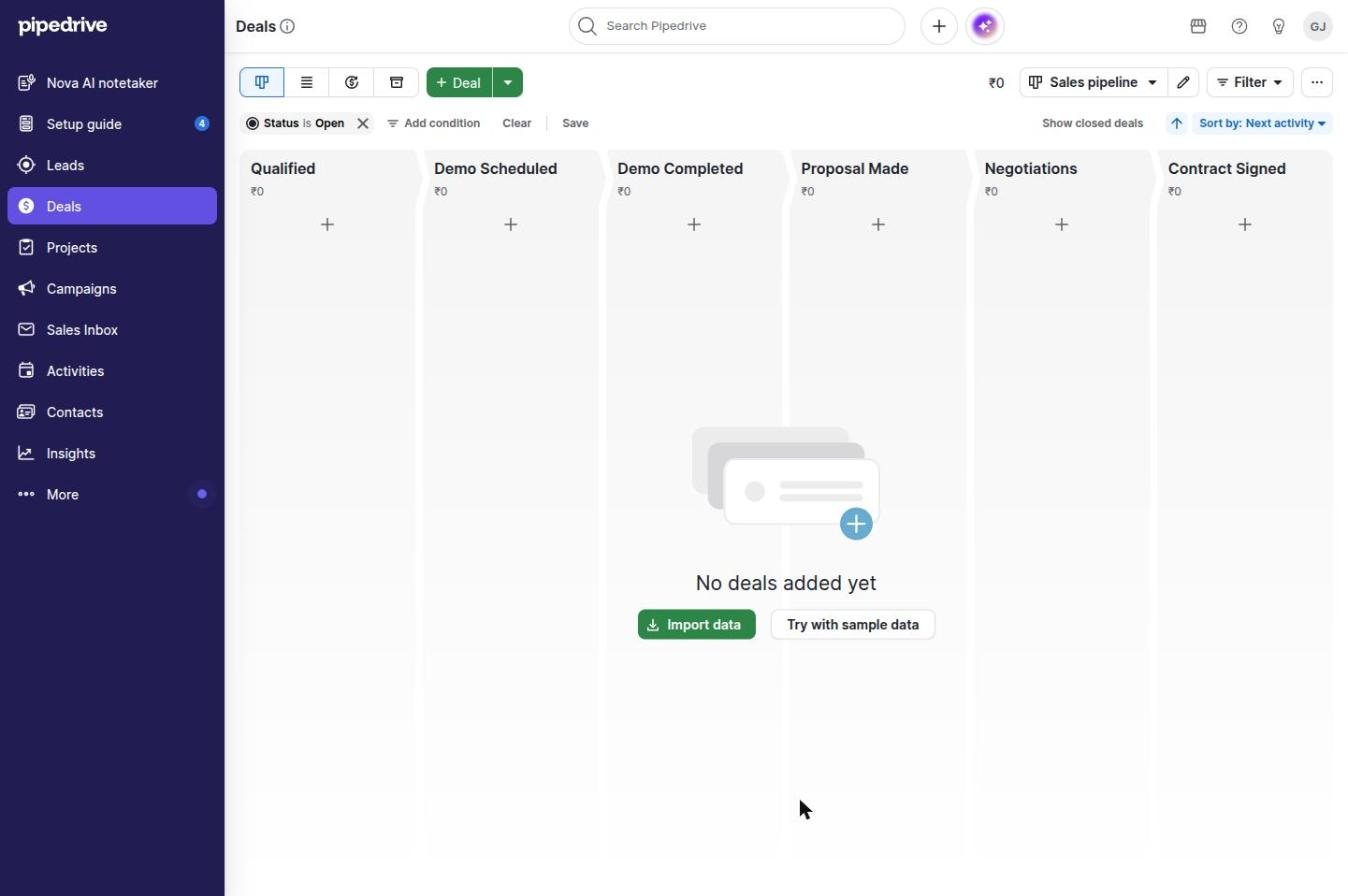 pipedrive
Deals
Search Pipedrive
GJ
Nova AI notetaker
Setup guide 4
Leads
Deals
Projects
Campaigns
Sales Inbox
Activities
Contacts
Insights
More
+ Deal
₹0
Sales pipeline
Filter
Status is Open
Add condition
Clear
Save
Show closed deals
Sort by: Next activity
Qualified
₹0
Demo Scheduled
₹0
Demo Completed
₹0
Proposal Made
₹0
Negotiations
₹0
Contract Signed
₹0
No deals added yet
Import data
Try with sample data